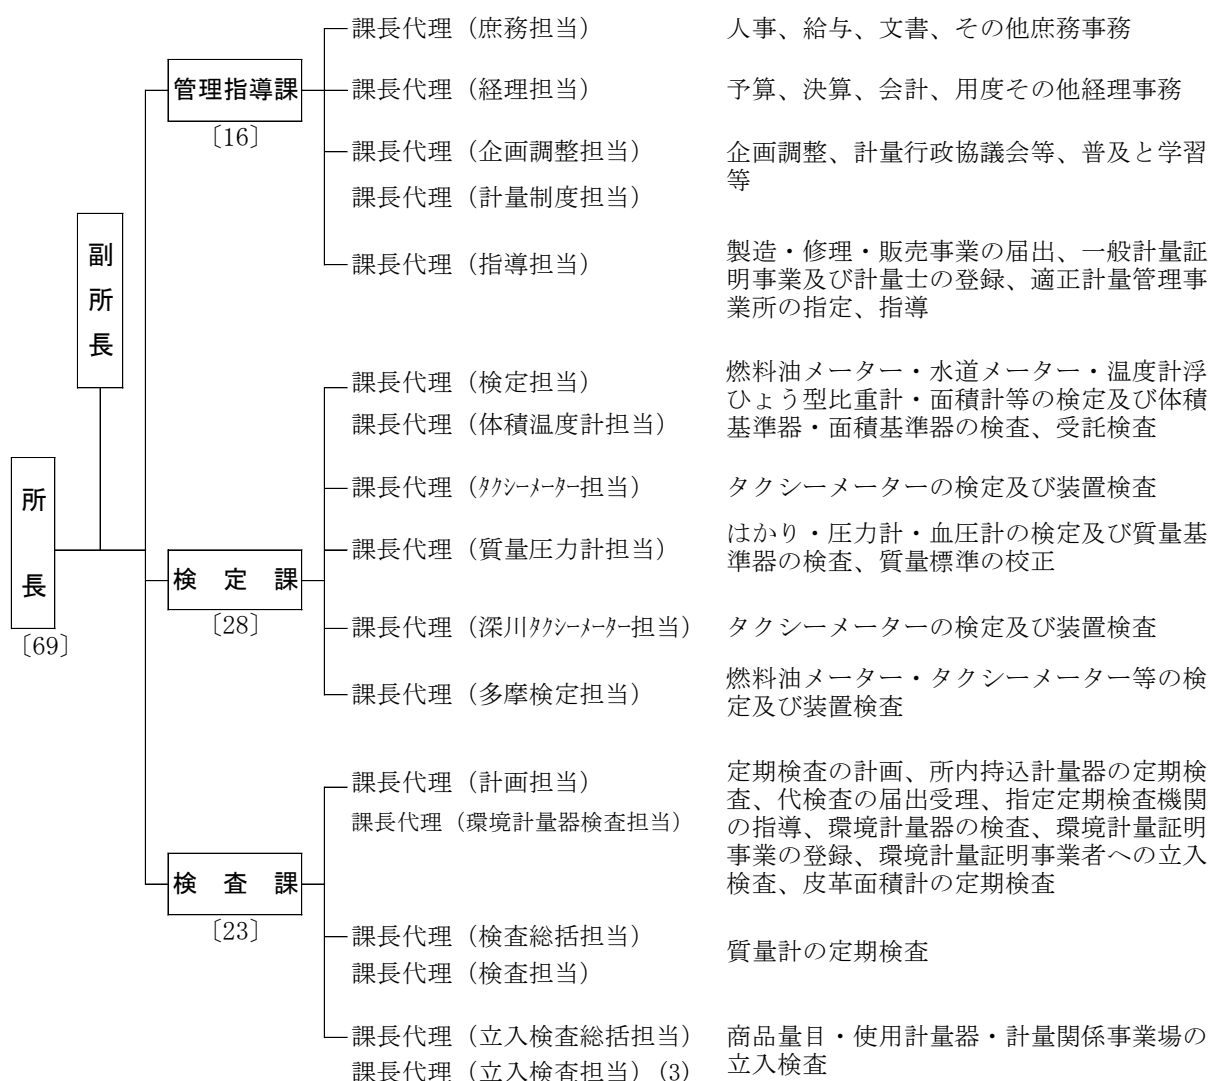 課長代理（庶務担当） 人事、給与、文書、その他庶務事務
管理指導課 課長代理（経理担当） 予算、決算、会計、用度その他経理事務
〔16〕
課長代理（企画調整担当） 企画調整、計量行政協議会等、普及と学習
等
課長代理（計量制度担当）
課長代理（指導担当） 製造・修理・販売事業の届出、一般計量証
明事業及び計量士の登録、適正計量管理事
業所の指定、指導
副所長
課長代理（検定担当） 燃料油メーター・水道メーター・温度計浮
ひょう型比重計・面積計等の検定及び体積
課長代理（体積温度計担当） 基準器・面積基準器の検査、受託検査
所長
〔69〕
課長代理（ﾀｸｼｰﾒｰﾀｰ担当） タクシーメーターの検定及び装置検査
課長代理（質量圧力計担当） はかり・圧力計・血圧計の検定及び質量基
準器の検査、質量標準の校正
検定課
〔28〕
課長代理（深川ﾀｸｼｰﾒｰﾀｰ担当） タクシーメーターの検定及び装置検査
課長代理（多摩検定担当） 燃料油メーター・タクシーメーター等の検
定及び装置検査
課長代理（計画担当） 定期検査の計画、所内持込計量器の定期検
査、代検査の届出受理、指定定期検査機関
課長代理（環境計量器検査担当） の指導、環境計量器の検査、環境計量証明
事業の登録、環境計量証明事業者への立入
検査、皮革面積計の定期検査
検査課
〔23〕
課長代理（検査総括担当） 質量計の定期検査
課長代理（検査担当）
課長代理（立入検査総括担当） 商品量目・使用計量器・計量関係事業場の
立入検査
課長代理（立入検査担当）(3)